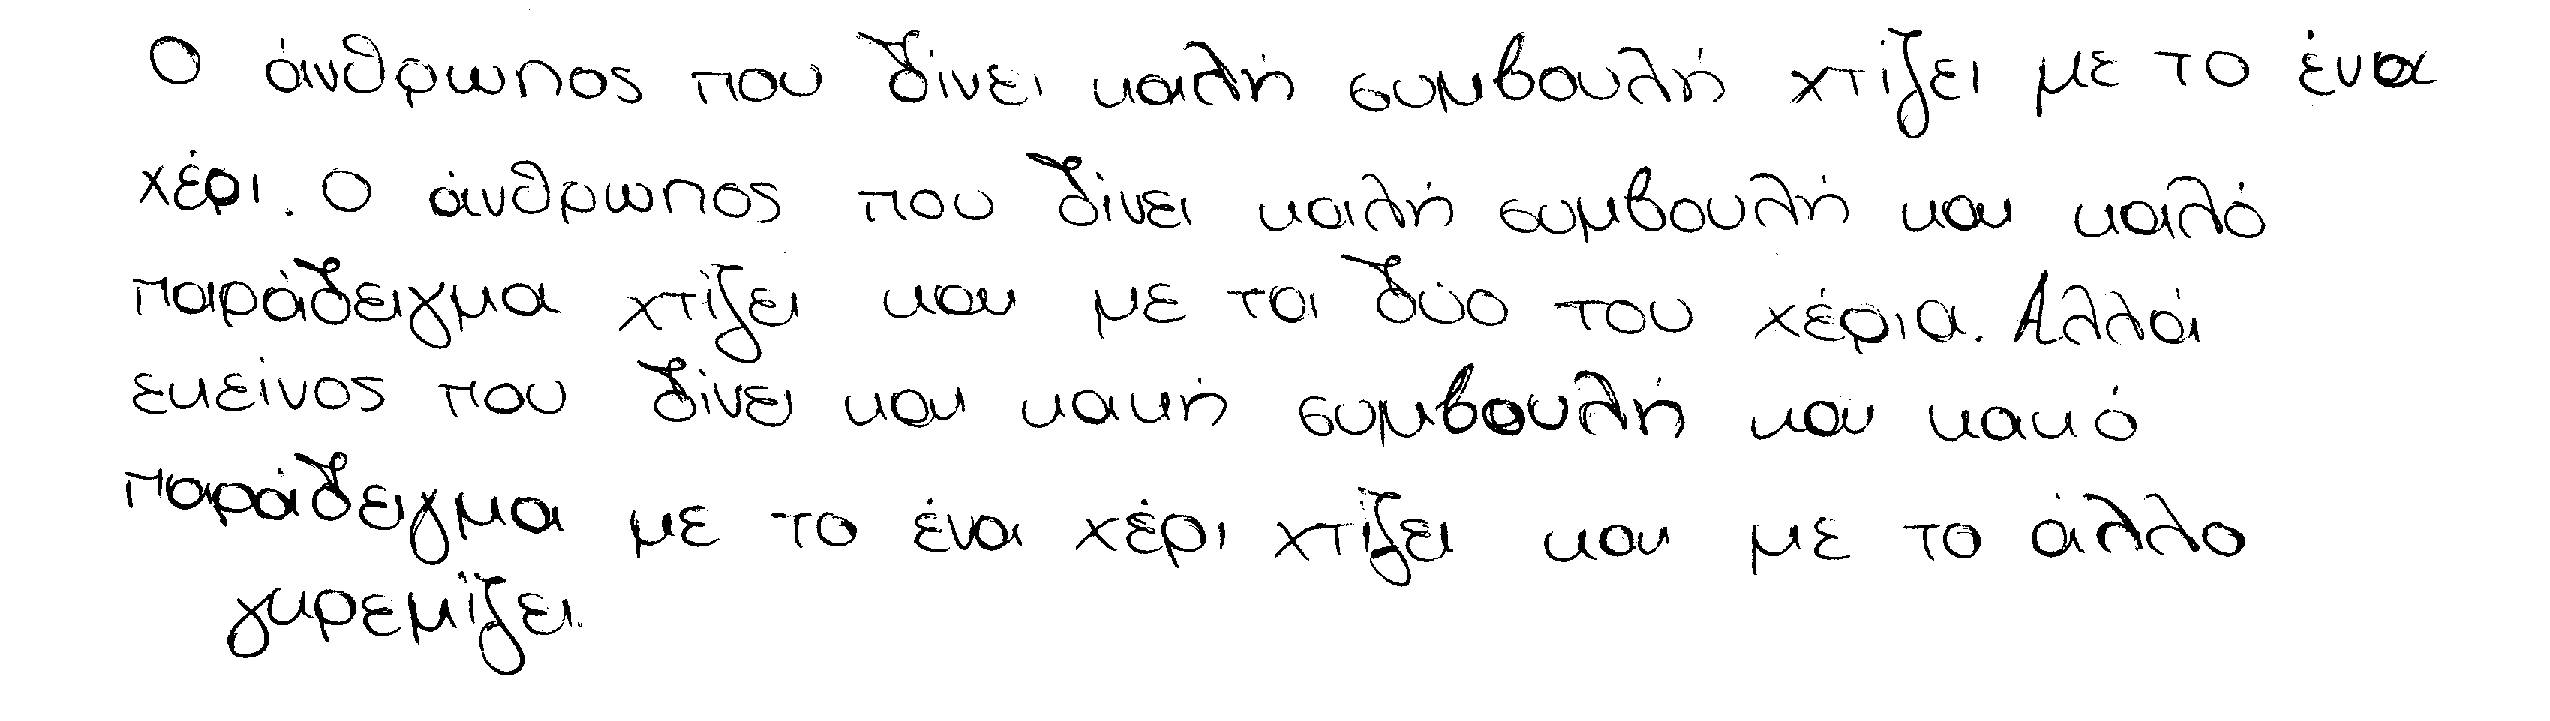 Ο άνθρωπος που δίνει καλή συμβουλή χτίζει με το ένα
χέρι. Ο άνθρωπος που δίνει καλή συμβουλή και καλό
παράδειγμα χτίζει και με τα δύο του χέρια. Αλλά
εκείνος που δίνει και κακή συμβουλή και κακό
παράδειγμα με το ένα χέρι χτίζει και με το άλλο
γκρεμίζει.